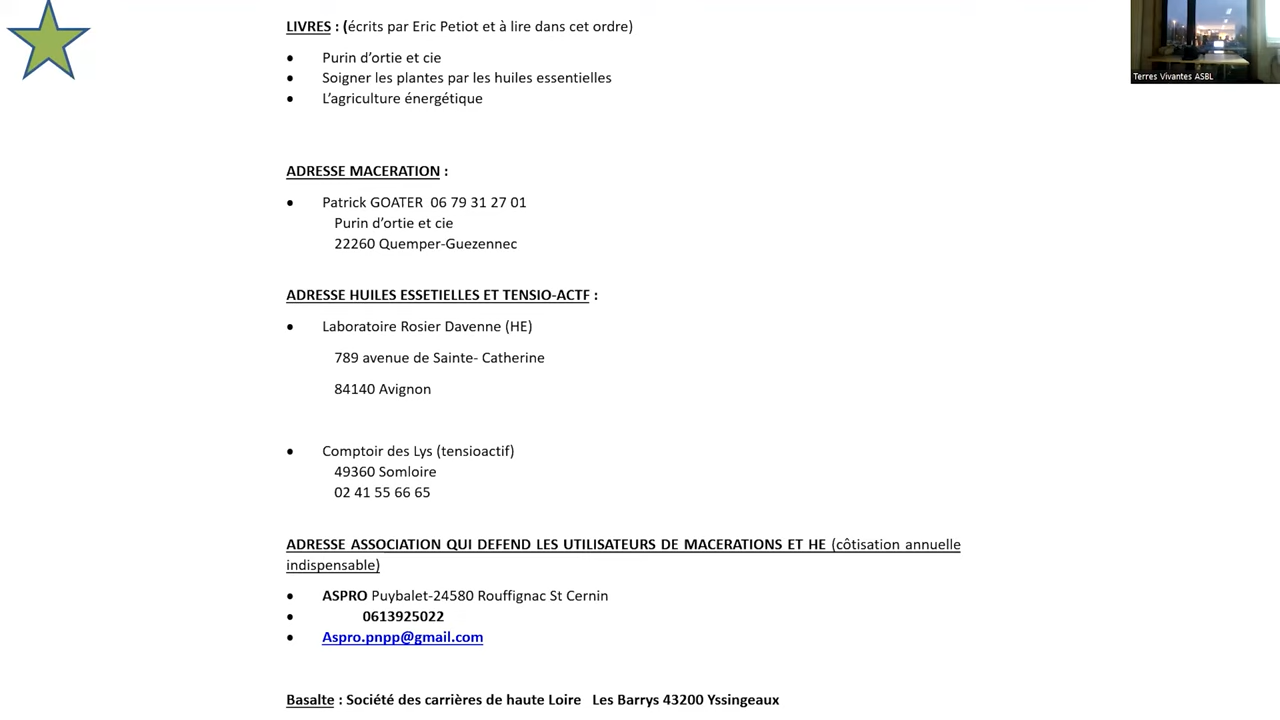 LIVRES : (écrits par Eric Petiot et à lire dans cet ordre)
• Purin d'ortie et cie
• Soigner les plantes par les huiles essentielles
• L'agriculture énergétique
ADRESSE MACERATION :
• Patrick GOATER 06 79 31 27 01
Purin d'ortie et cie
22260 Quemper-Guezennec
ADRESSE HUILES ESSETIELLES ET TENSIO-ACTF :
• Laboratoire Rosier Davenne (HE)
789 avenue de Sainte- Catherine
84140 Avignon
• Comptoir des Lys (tensioactif)
49360 Somloire
02 41 55 66 65
ADRESSE ASSOCIATION QUI DEFEND LES UTILISATEURS DE MACERATIONS ET HE (côtisation annuelle
indispensable)
• ASPRO Puybalet-24580 Rouffignac St Cernin
• 0613925022
• Aspro.pnpp@gmail.com
Basalte : Société des carrières de haute Loire Les Barrys 43200 Yssingeaux
Terres Vivantes ASBL